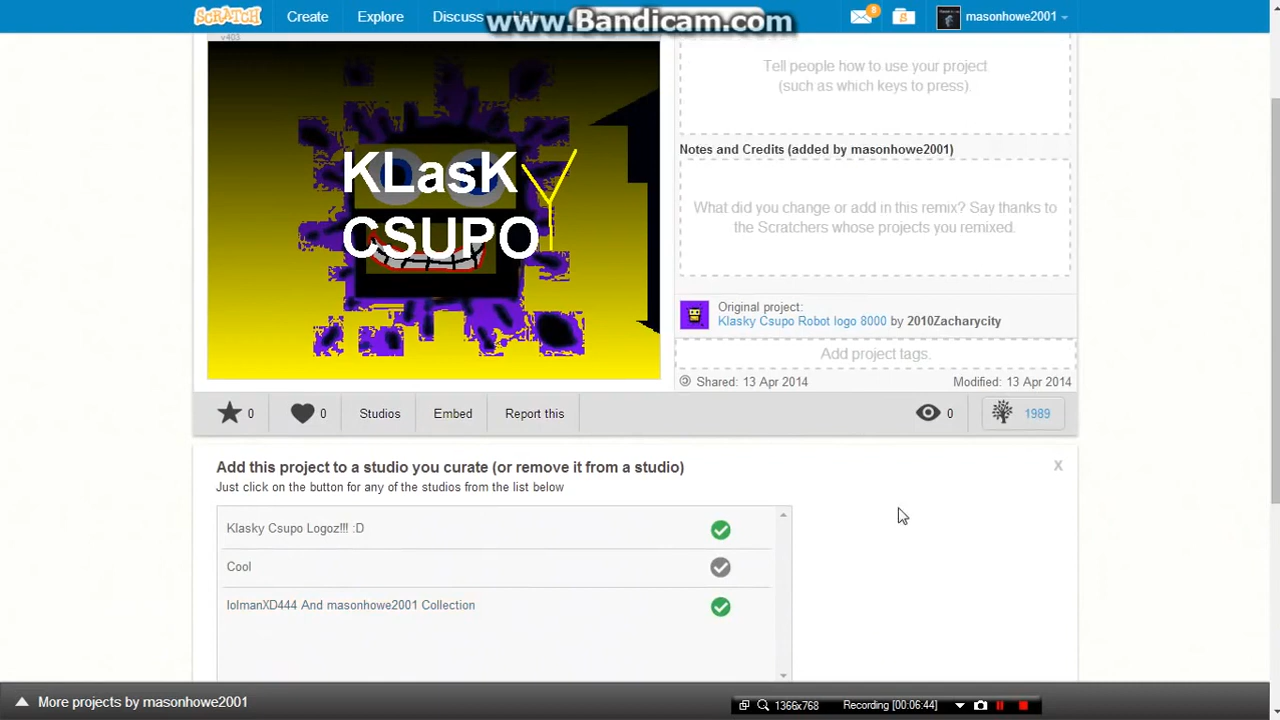 SCRATCH
Create
Explore
Discuss
www.Bandicam.com
8
S
masonhowe2001
v403
KLasKY
CSUPO
Tell people how to use your project
(such as which keys to press)
Notes and Credits (added by masonhowe2001)
What did you change or add in this remix? Say thanks to
the Scratchers whose projects you remixed.
Original project:
Klasky Csupo Robot logo 8000 by 2010Zacharycity
Add project tags.
Shared: 13 Apr 2014
Modified: 13 Apr 2014
0
0
Studios
Embed
Report this
0
1989
Add this project to a studio you curate (or remove it from a studio)
X
Just click on the button for any of the studios from the list below
Klasky Csupo Logoz!!! :D
Cool
lolmanXD444 And masonhowe2001 Collection
More projects by masonhowe2001
1366x768
Recording [00:06:44]